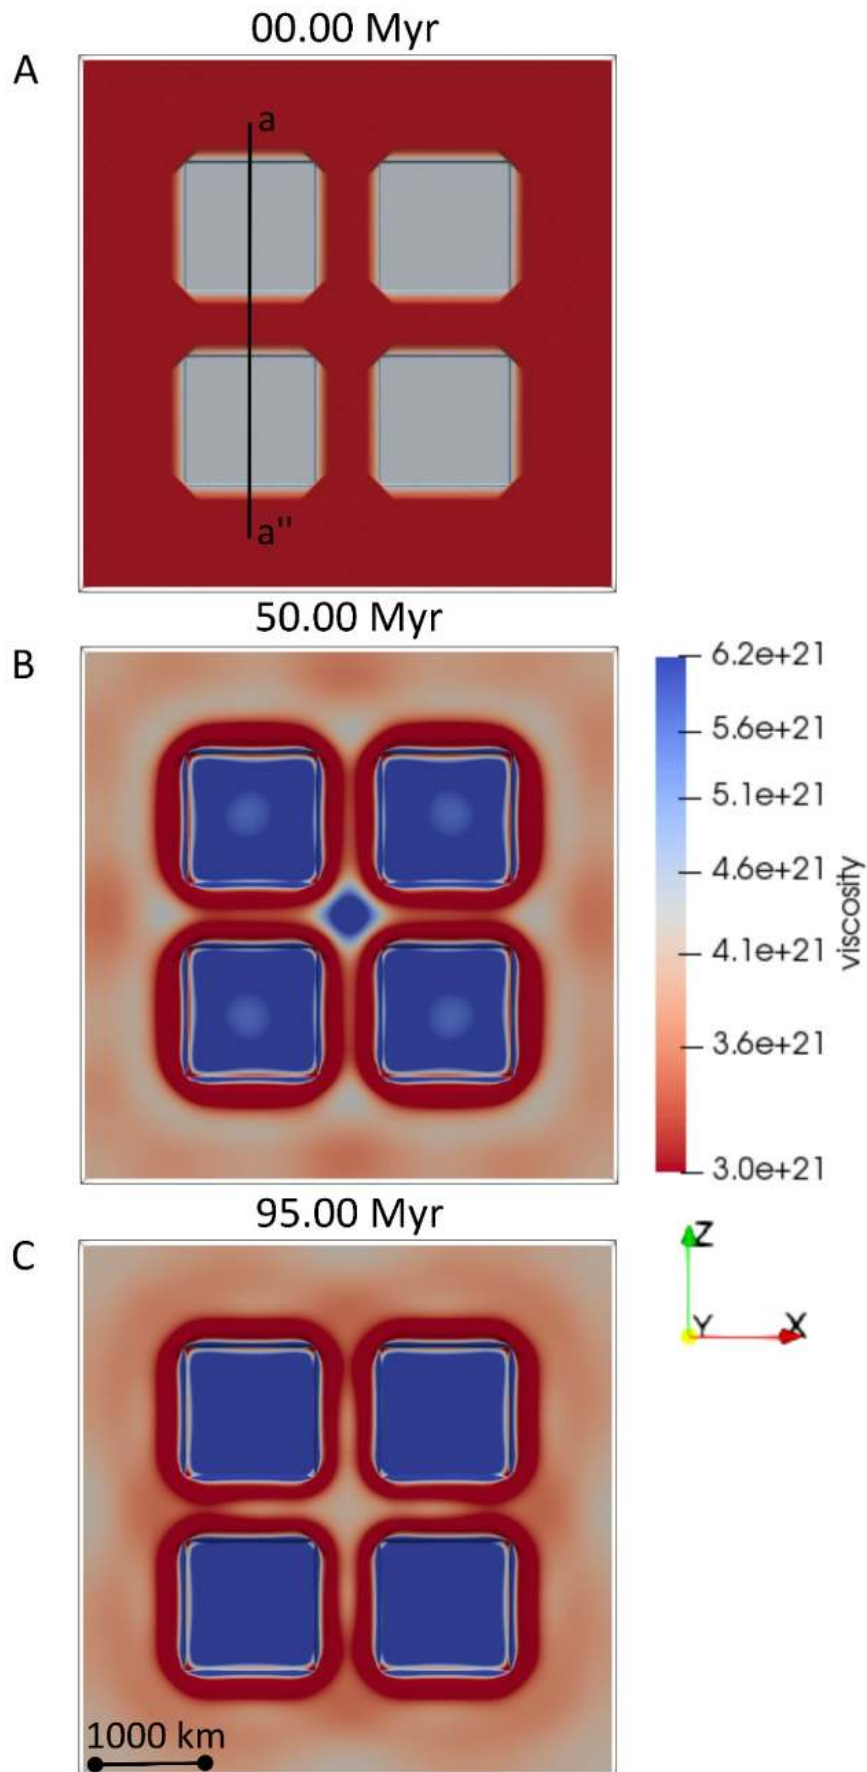 00.00 Myr
A
a
a"
50.00 Myr
B
6.2e+21
5.6e+21
5.1e+21
4.6e+21
4.1e+21
3.6e+21
3.0e+21
viscosity
95.00 Myr
C
Z
Y
X
1000 km